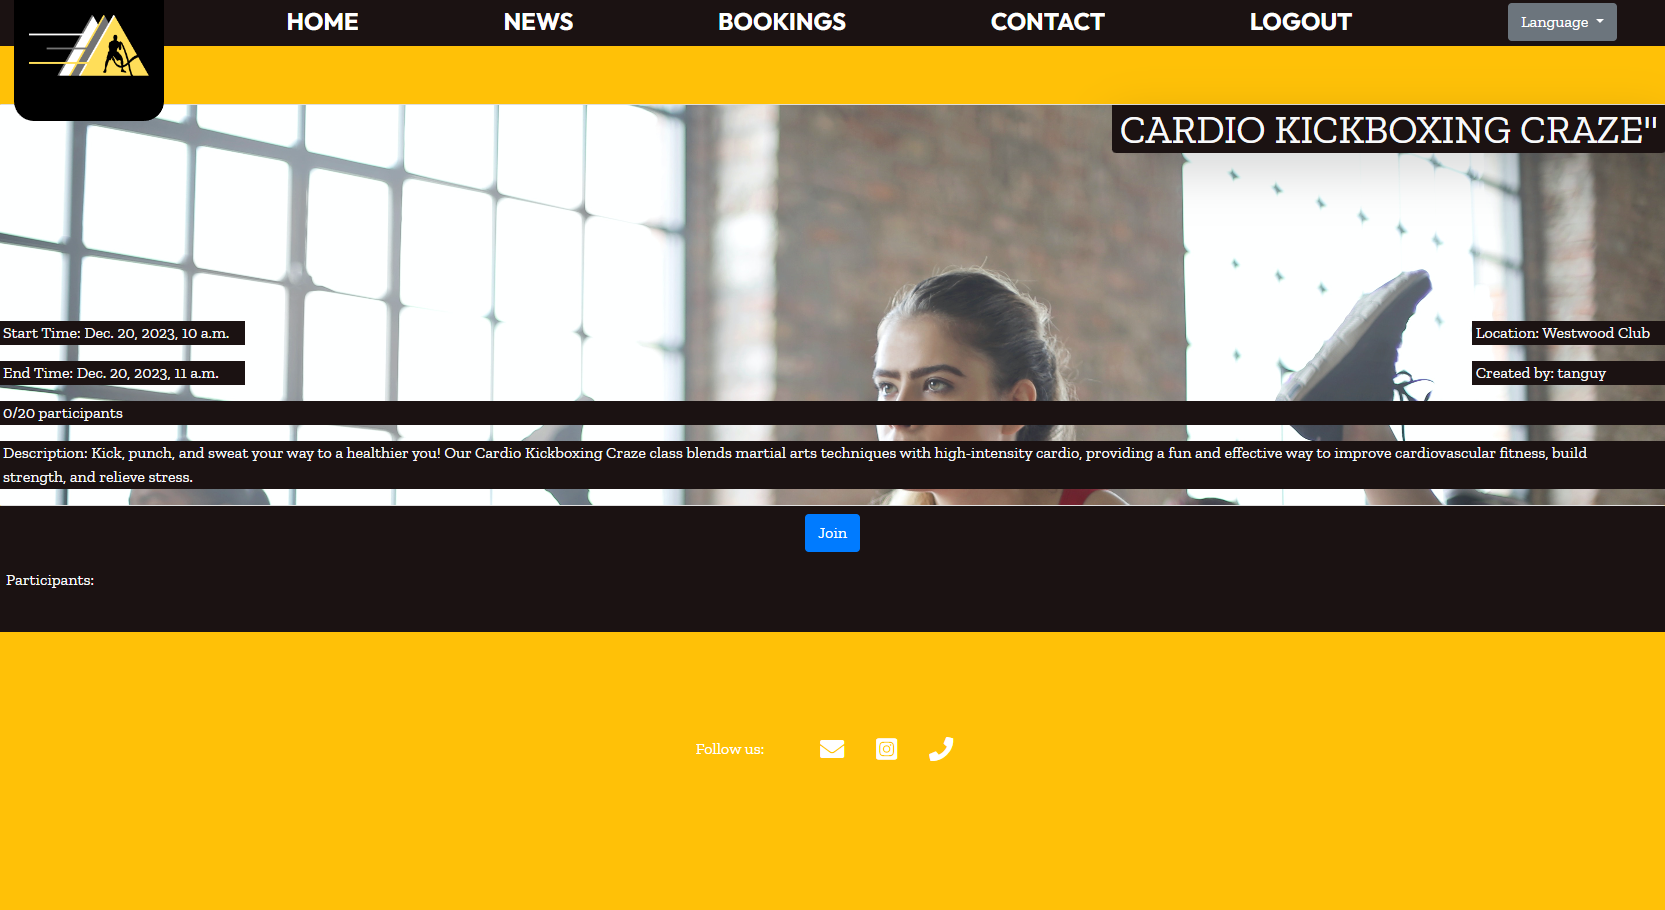 HOME NEWS BOOKINGS CONTACT LOGOUT Language
CARDIO KICKBOXING CRAZE"
Start Time: Dec. 20, 2023, 10 a.m.
Location: Westwood Club
End Time: Dec. 20, 2023, 11 a.m.
Created by: tanguy
0/20 participants
Description: Kick, punch, and sweat your way to a healthier you! Our Cardio Kickboxing Craze class blends martial arts techniques with high-intensity cardio, providing a fun and effective way to improve cardiovascular fitness, build
strength, and relieve stress.
Join
Participants:
Follow us: